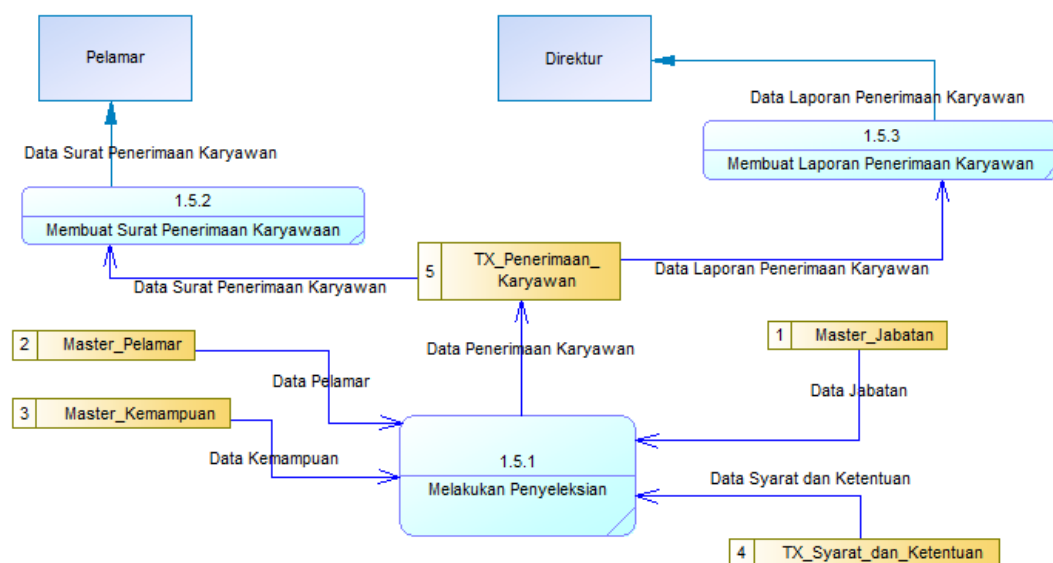 Pelamar
Direktur
Data Laporan Penerimaan Karyawan
1.5.3
Membuat Laporan Penerimaan Karyawan
Data Surat Penerimaan Karyawan
1.5.2
Membuat Surat Penerimaan Karyawaan
5
TX_Penerimaan_
Karyawan
Data Laporan Penerimaan Karyawan
Data Surat Penerimaan Karyawan
2 Master_Pelamar
1 Master_Jabatan
Data Penerimaan Karyawan
Data Pelamar
Data Jabatan
3 Master_Kemampuan
Data Kemampuan
1.5.1
Melakukan Penyeleksian
Data Syarat dan Ketentuan
4 TX_Syarat_dan_Ketentuan